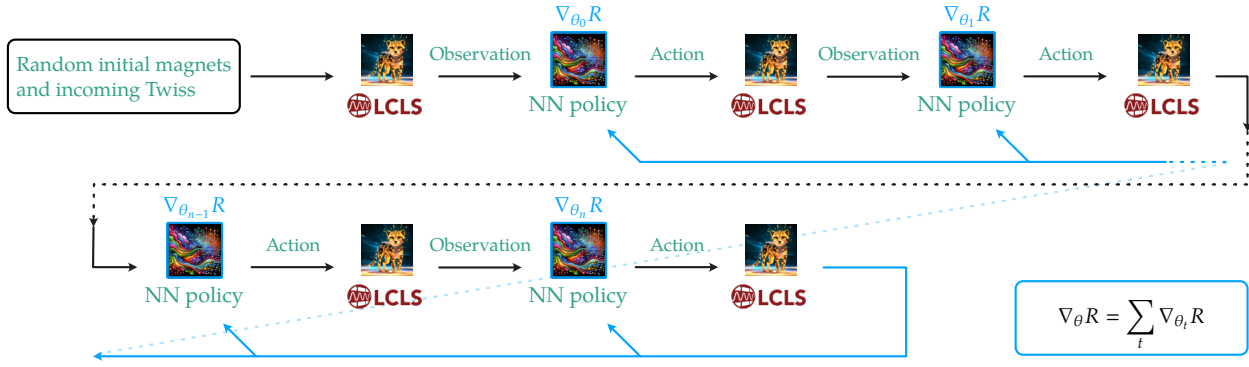 ∇θ₀R
∇θ₁R
Random initial magnets
and incoming Twiss
Observation
Action
Observation
Action
LCLS
NN policy
LCLS
NN policy
LCLS
∇θₙ₋₁R
∇θₙR
Action
Observation
Action
NN policy
LCLS
NN policy
LCLS
∇θR = ∑ₜ ∇θₜR